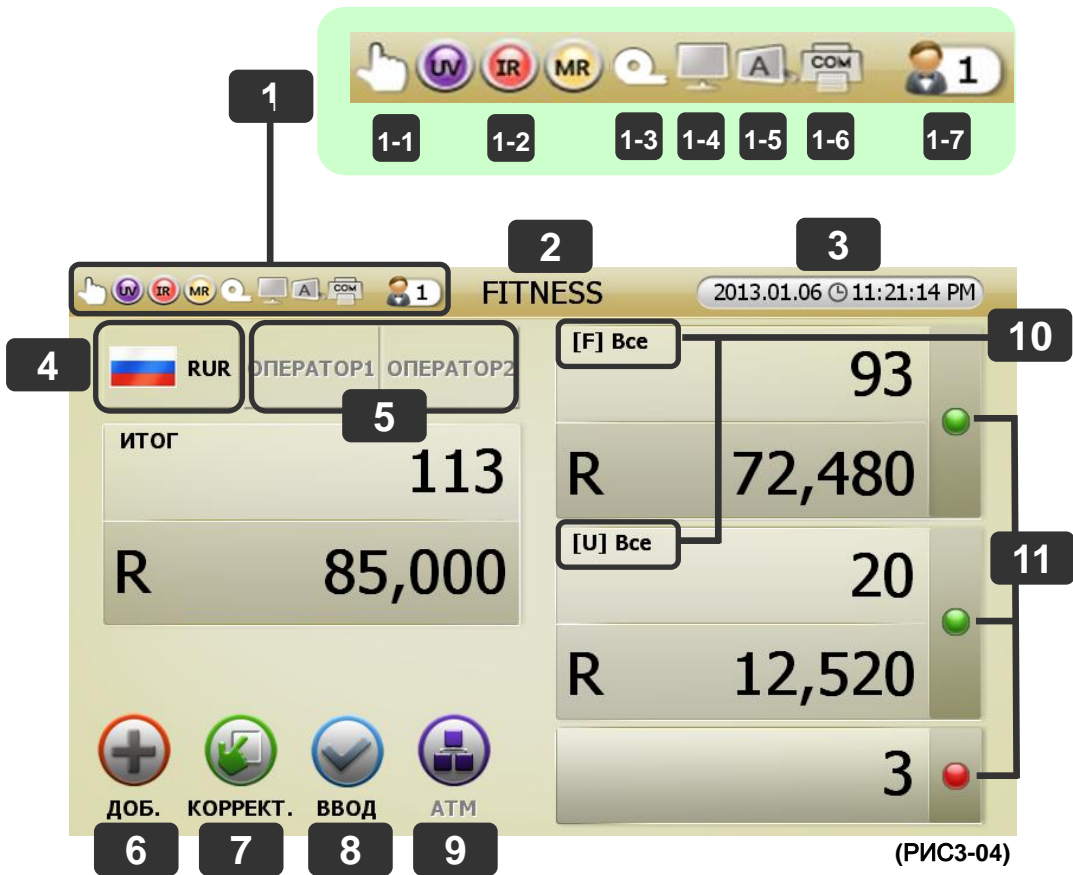 UV IR MR A COM 1
1
1-1 1-2 1-3 1-4 1-5 1-6 1-7
2 3
UV IR MR A COM 1 FITNESS 2013.01.06 11:21:14 PM
4 RUR ОПЕРАТОР1 ОПЕРАТОР2 [F] Все 10
93
5
ИТОГ
113
R 72,480
[U] Все
R 85,000
11
20
R 12,520
3
ДОБ. КОРРЕКТ. ВВОД ATM
6 7 8 9
(РИС3-04)